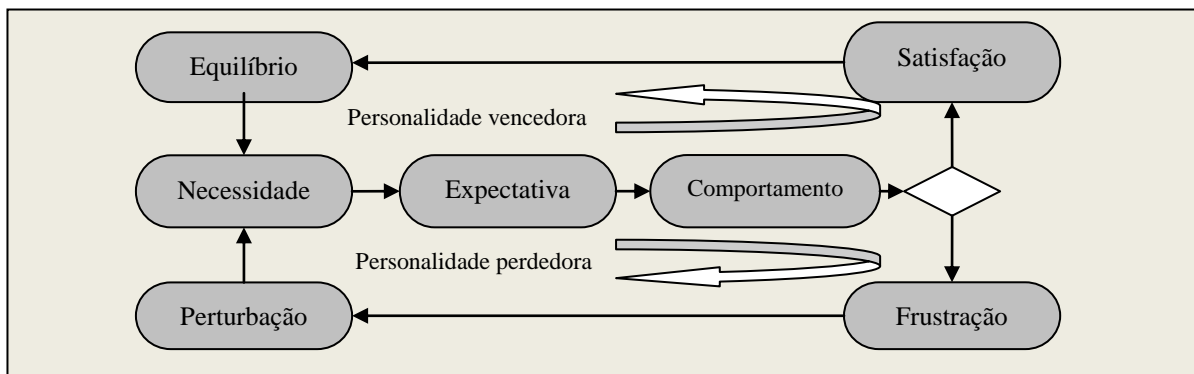 Equilíbrio
Satisfação
Personalidade vencedora
Necessidade
Expectativa
Comportamento
Personalidade perdedora
Perturbação
Frustração